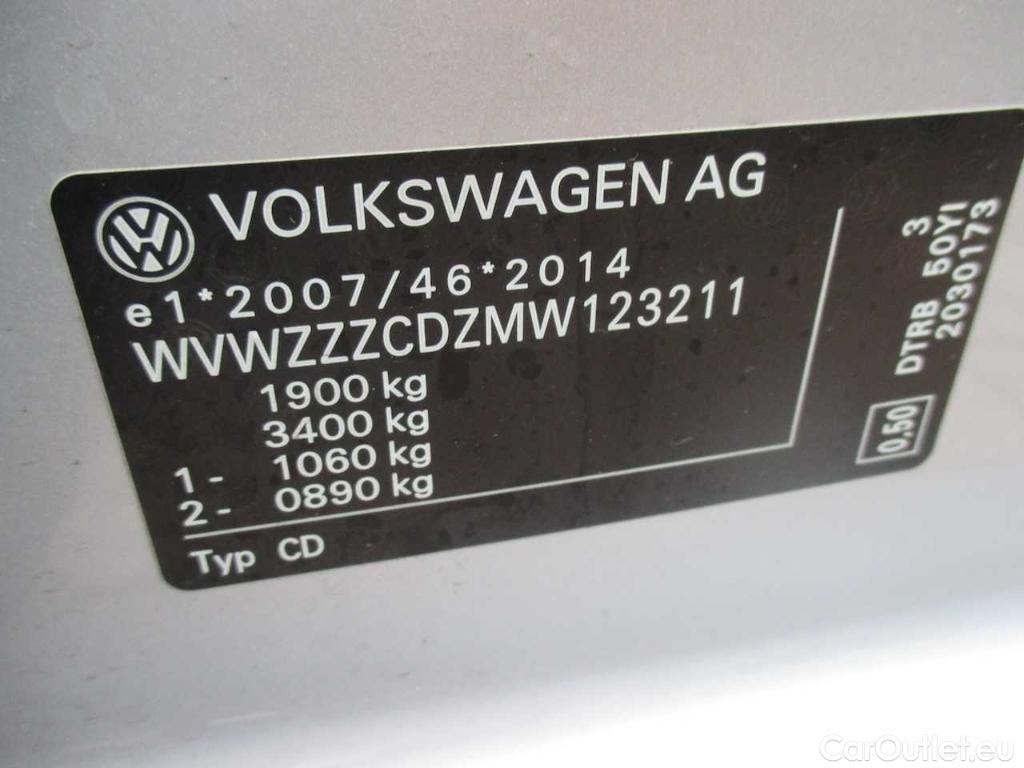 VOLKSWAGEN AG
e1*2007/46*2014
WVWZZZCDZMW123211
1900 kg
3400 kg
1- 1060 kg
2- 0890 kg
Typ CD
3
DTRB 50YI
2030173
0.50
CarOutlet.eu